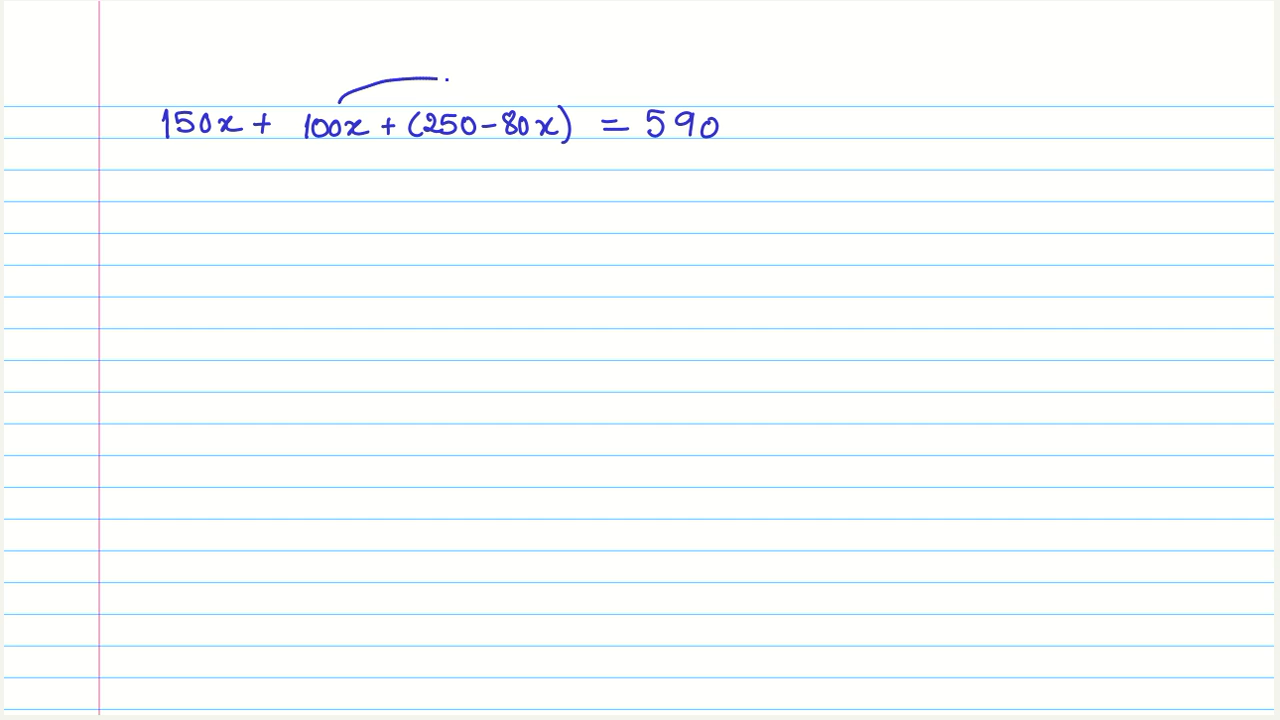 150x + 100x + (250-80x) = 590